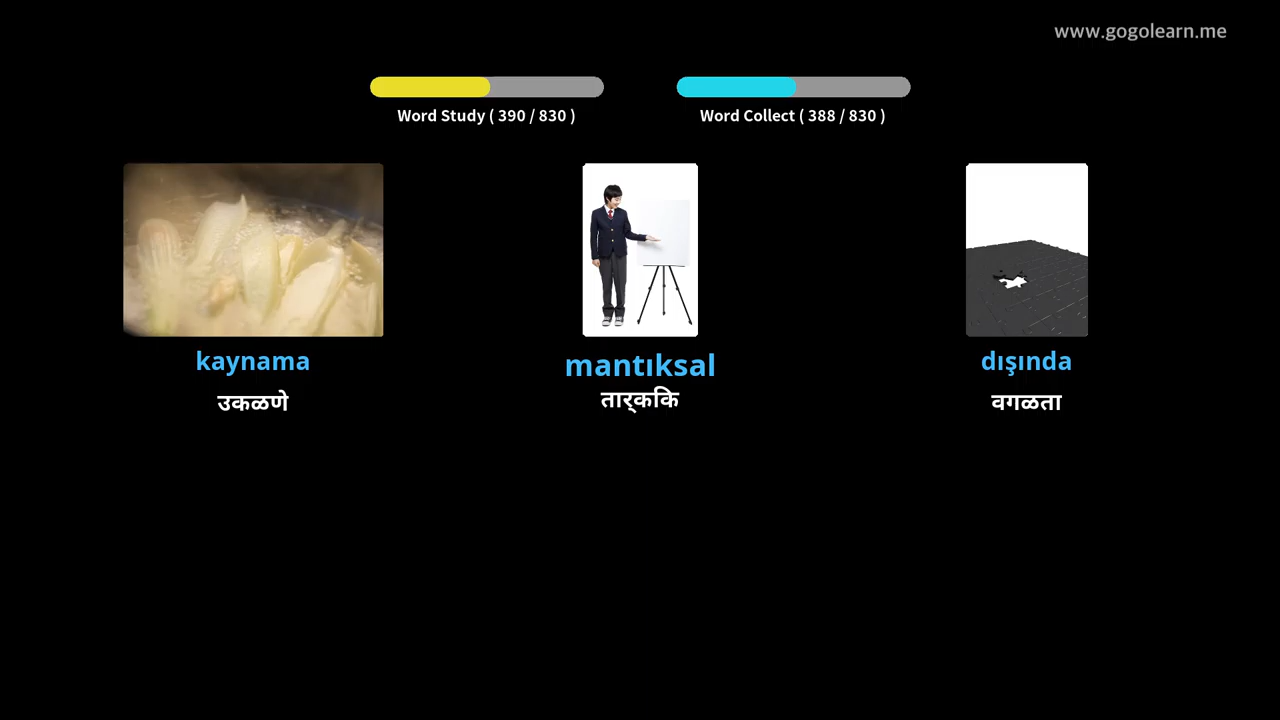 www.gogolearn.me
Word Study ( 390 / 830 )
Word Collect ( 388 / 830 )
kaynama
mantıksal
dışında
उकळणे
तार्ककि
वगळता